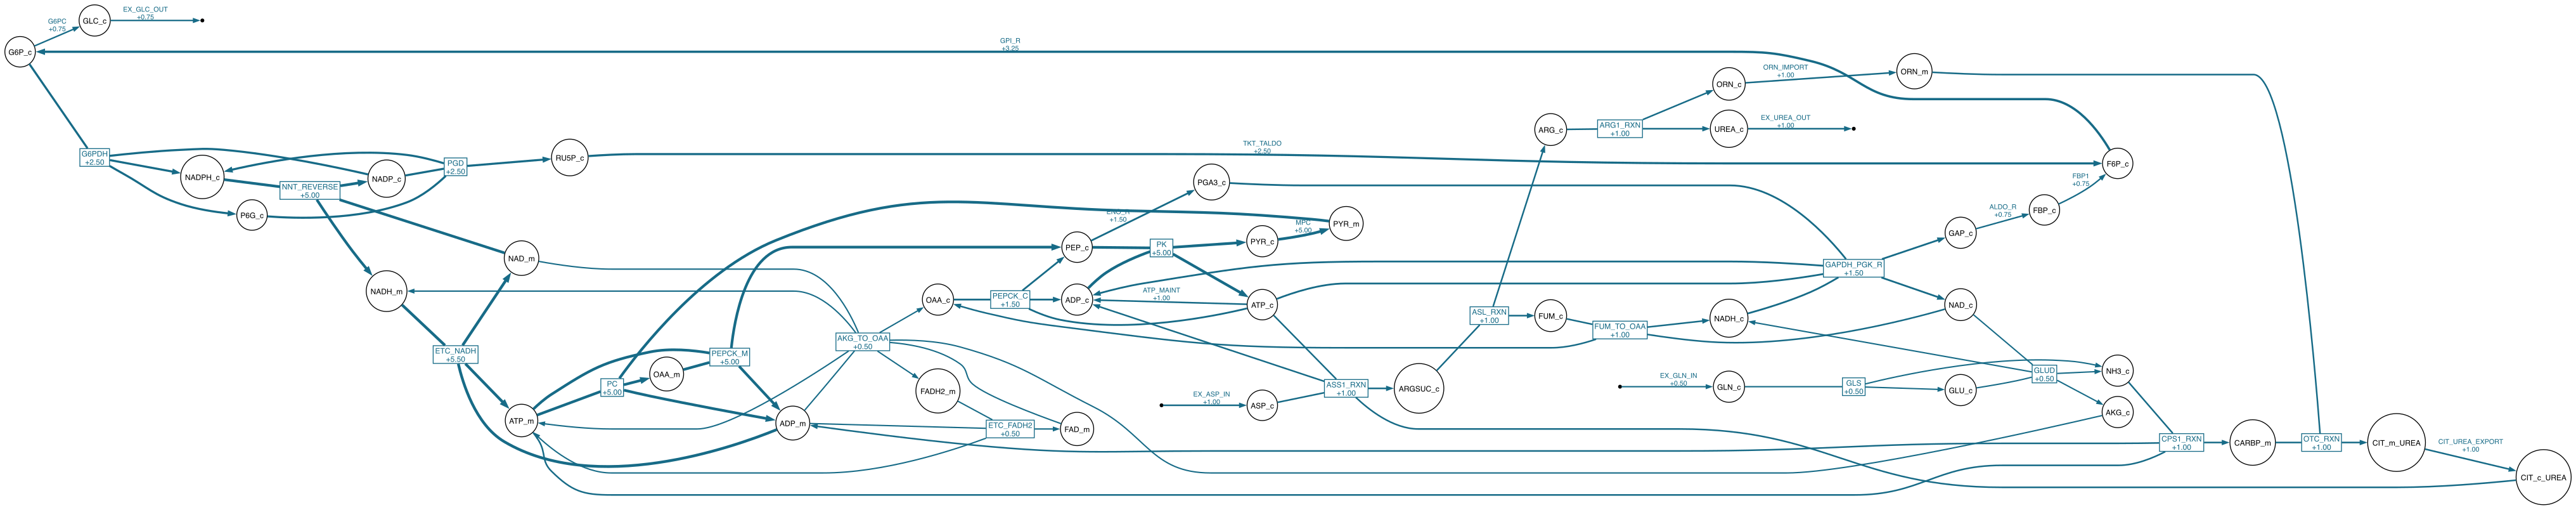 G6PC
+0.75
GLC_c
EX_GLC_OUT
+0.75
G6P_c
GPI_R
+3.25
G6PDH
+2.50
NADPH_c
NNT_REVERSE
+5.00
P6G_c
NADP_c
PGD
+2.50
RU5P_c
TKT_TALDO
+2.50
NAD_m
NADH_m
ETC_NADH
+5.50
ATP_m
PC
+5.00
OAA_m
PEPCK_M
+5.00
ADP_m
AKG_TO_OAA
+0.50
OAA_c
FADH2_m
PEPCK_C
+1.50
ETC_FADH2
+0.50
FAD_m
PEP_c
ADP_c
+1.50
PGA3_c
PK
+5.00
ATP_MAINT
+1.00
PYR_c
ATP_c
MPC
+5.00
PYR_m
EX_ASP_IN
+1.00
ASP_c
ASS1_RXN
+1.00
ARGSUC_c
ASL_RXN
+1.00
ARG_c
FUM_c
ARG1_RXN
+1.00
FUM_TO_OAA
+1.00
ORN_c
ORN_IMPORT
+1.00
ORN_m
UREA_c
EX_UREA_OUT
+1.00
NADH_c
EX_GLN_IN
+0.50
GLN_c
GLS
+0.50
GLU_c
GAPDH_PGK_R
+1.50
GAP_c
NAD_c
ALDO_R
+0.75
FBP_c
FBP1
+0.75
F6P_c
GLUD
+0.50
NH3_c
AKG_c
CPS1_RXN
+1.00
CARBP_m
OTC_RXN
+1.00
CIT_m_UREA
CIT_UREA_EXPORT
+1.00
CIT_c_UREA